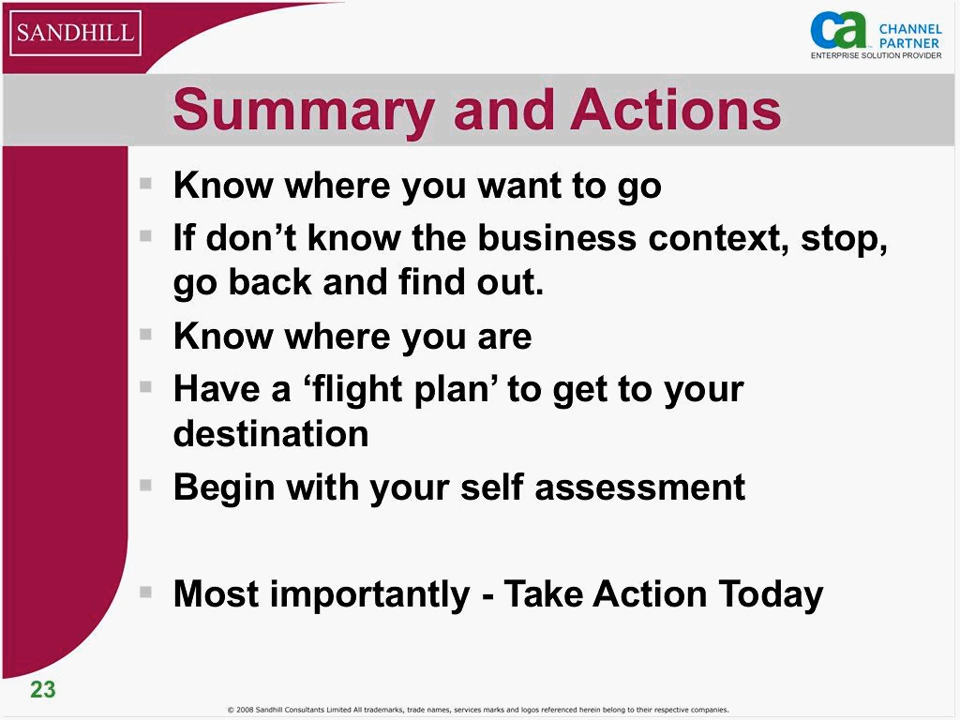 SANDHILL
ca
CHANNEL
PARTNER
ENTERPRISE SOLUTION PROVIDER
Summary and Actions
Know where you want to go
If don’t know the business context, stop,
go back and find out.
Know where you are
Have a ‘flight plan’ to get to your
destination
Begin with your self assessment
Most importantly - Take Action Today
23
© 2008 Sandhill Consultants Limited All trademarks, trade names, services marks and logos referenced herein belong to their respective companies.